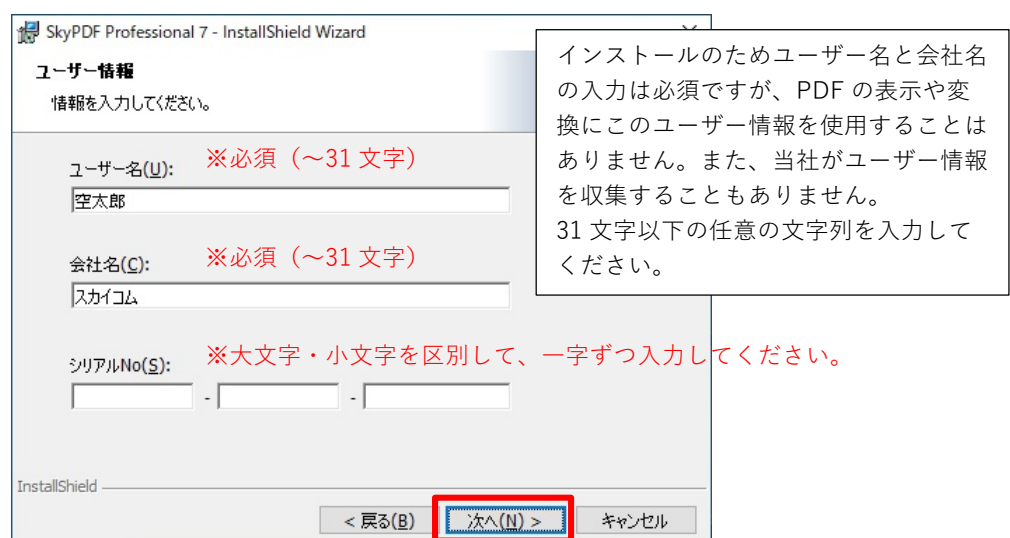 SkyPDF Professional 7 - InstallShield Wizard
ユーザー情報
情報を入力してください。
インストールのためユーザー名と会社名
の入力は必須ですが、PDF の表示や変
換にこのユーザー情報を使用することは
ありません。また、当社がユーザー情報
を収集することもありません。
31 文字以下の任意の文字列を入力して
ください。
ユーザー名(U): ※必須（～31 文字）
空太郎
会社名(C): ※必須（～31 文字）
スカイコム
シリアルNo(S): ※大文字・小文字を区別して、一字ずつ入力してください。
- -
InstallShield
< 戻る(B) 次へ(N) > キャンセル